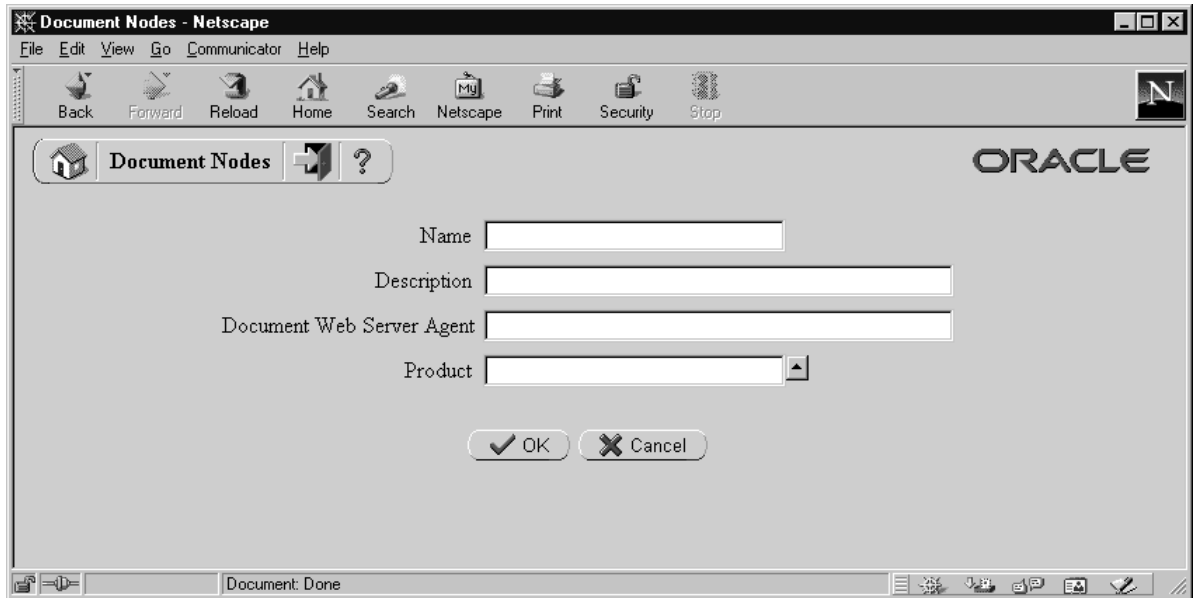 Document Nodes - Netscape
File Edit View Go Communicator Help
Back Forward Reload Home Search My Netscape Print Security Stop
N
Document Nodes ?
ORACLE
Name
Description
Document Web Server Agent
Product
OK Cancel
Document: Done